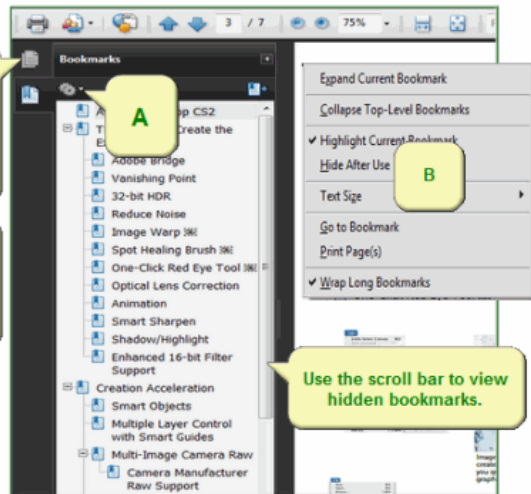 3 / 7
75%
Bookmarks
A
op CS2
Create the
Adobe Bridge
Vanishing Point
32-bit HDR
Reduce Noise
Image Warp
Spot Healing Brush
One-Click Red Eye Tool
Optical Lens Correction
Animation
Smart Sharpen
Shadow/Highlight
Enhanced 16-bit Filter
Support
Creation Acceleration
Smart Objects
Multiple Layer Control
with Smart Guides
Multi-Image Camera Raw
Camera Manufacturer
Raw Support
Expand Current Bookmark
Collapse Top-Level Bookmarks
Highlight Current Bookmark
Hide After Use
B
Text Size
Go to Bookmark
Print Page(s)
Wrap Long Bookmarks
Use the scroll bar to view
hidden bookmarks.